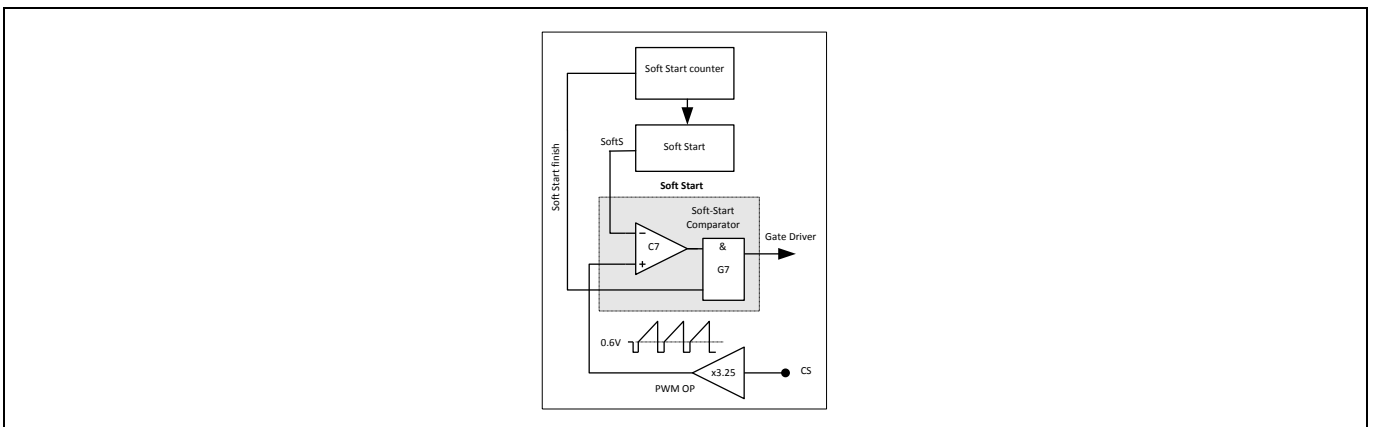 Soft Start counter
Soft Start finish
SoftS
Soft Start
Soft Start
Soft-Start
Comparator
Gate Driver
−
C7
+
&
G7
0.6V
x3.25
CS
PWM OP